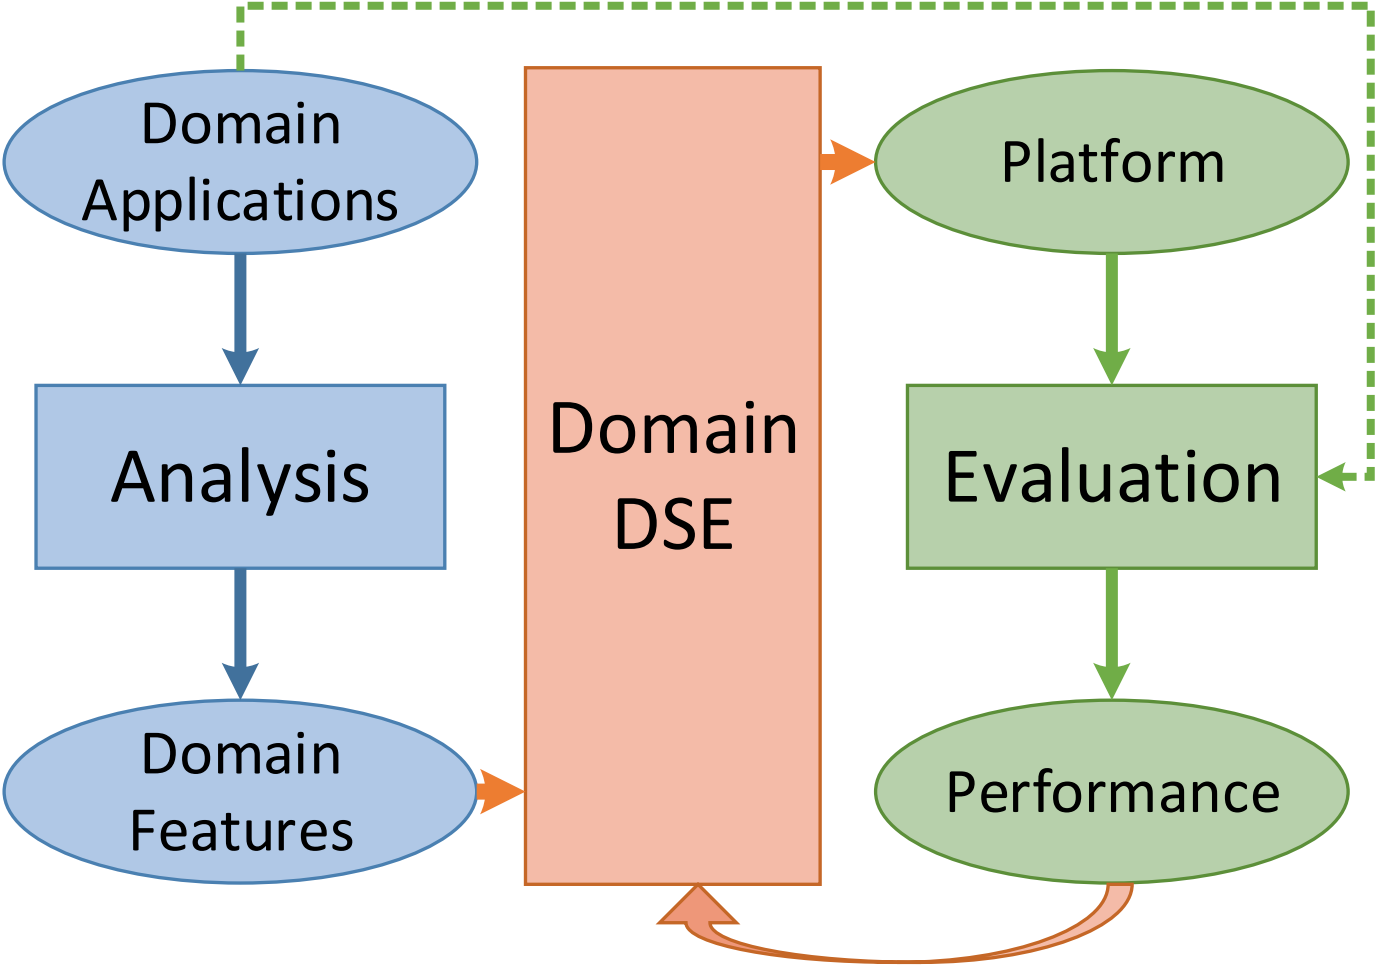 Domain
Applications
Analysis
Domain
Features
Domain
DSE
Platform
Evaluation
Performance